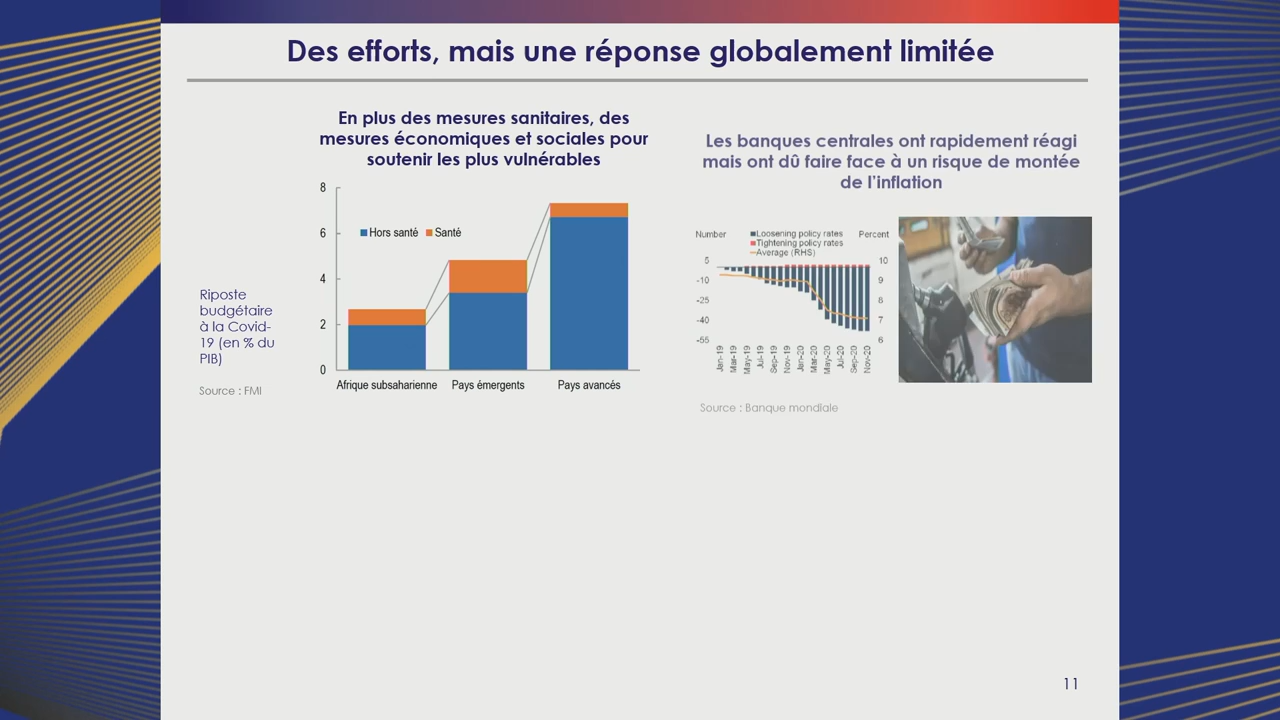 Des efforts, mais une réponse globalement limitée
En plus des mesures sanitaires, des
mesures économiques et sociales pour
soutenir les plus vulnérables
8
6
4
2
0
Hors santé Santé
Afrique subsaharienne Pays émergents Pays avancés
Riposte
budgétaire
à la Covid-
19 (en % du
PIB)
Source : FMI
Les banques centrales ont rapidement réagi
mais ont dû faire face à un risque de montée
de l'inflation
Number
Loosening policy rates
Tightening policy rates
Average (RHS)
Percent
5
-10
-25
-40
-55
10
9
8
7
6
Jan-19
Mar-19
May-19
Jul-19
Sep-19
Nov-19
Jan-20
Mar-20
May-20
Jul-20
Sep-20
Nov-20
Source : Banque mondiale
11